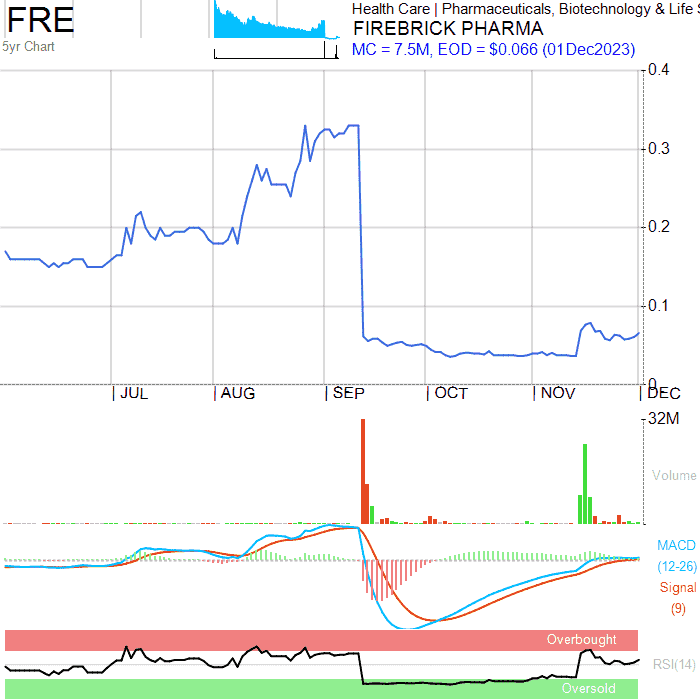 FRE
Health Care | Pharmaceuticals, Biotechnology & Life
FIREBRICK PHARMA
5yr Chart
MC = 7.5M, EOD = $0.066 (01Dec2023)
0.4
0.3
0.2
0.1
0
JUL AUG SEP OCT NOV DEC
32M
Volume
MACD
(12-26)
Signal
(9)
Overbought
RSI(14)
Oversold